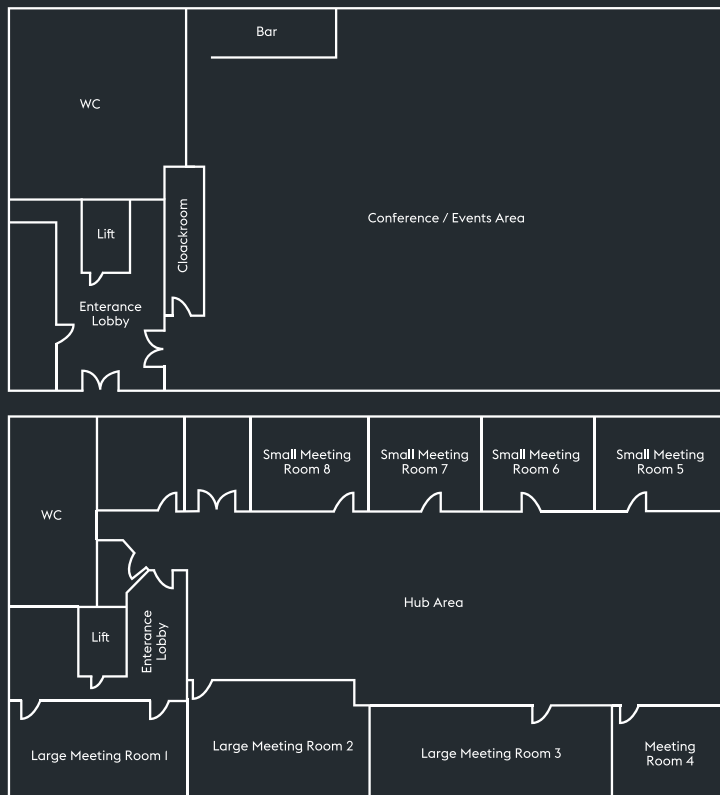 Bar
WC
Conference / Events Area
Cloackroom
Lift
Enterance
Lobby
Small Meeting
Room 8
Small Meeting
Room 7
Small Meeting
Room 6
Small Meeting
Room 5
WC
Hub Area
Lift
Enterance
Lobby
Large Meeting Room 1
Large Meeting Room 2
Large Meeting Room 3
Meeting
Room 4